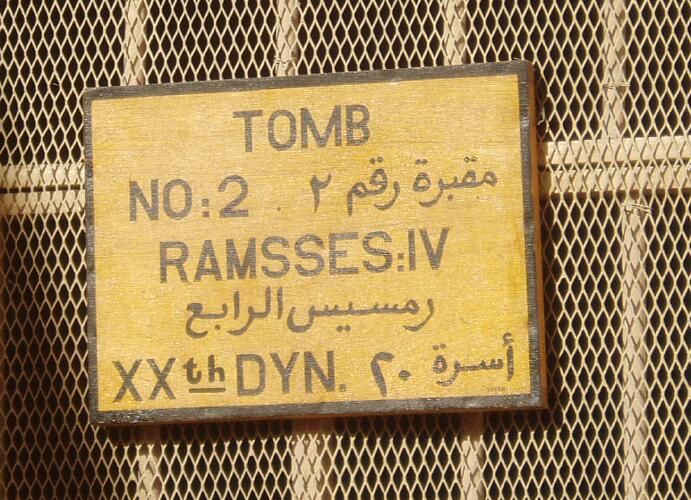 TOMB
NO:2 . مقبرة رقم ٢
RAMSSES:IV
رمسيس الرابع
XXth DYN. أسرة ٢٠